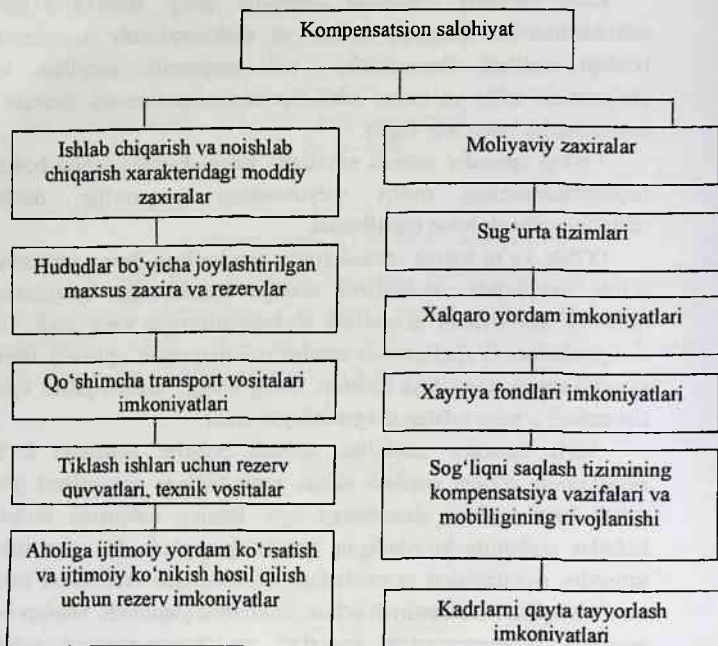 Kompensatsion salohiyat
Ishlab chiqarish va noishlab
chiqarish xarakteridagi moddiy
zaxiralar
Hududlar bo‘yicha joylashtirilgan
maxsus zaxira va rezervlar
Qo‘shimcha transport vositalari
imkoniyatlari
Tiklash ishlari uchun rezerv
quvvatlari, texnik vositalar
Aholiga ijtimoiy yordam ko‘rsatish
va ijtimoiy ko‘nikish hosil qilish
uchun rezerv imkoniyatlar
Moliyaviy zaxiralar
Sug‘urta tizimlari
Xalqaro yordam imkoniyatlari
Xayriya fondlari imkoniyatlari
Sog‘liqni saqlash tizimining
kompensatsiya vazifalari va
mobilligining rivojlanishi
Kadrlarni qayta tayyorlash
imkoniyatlari